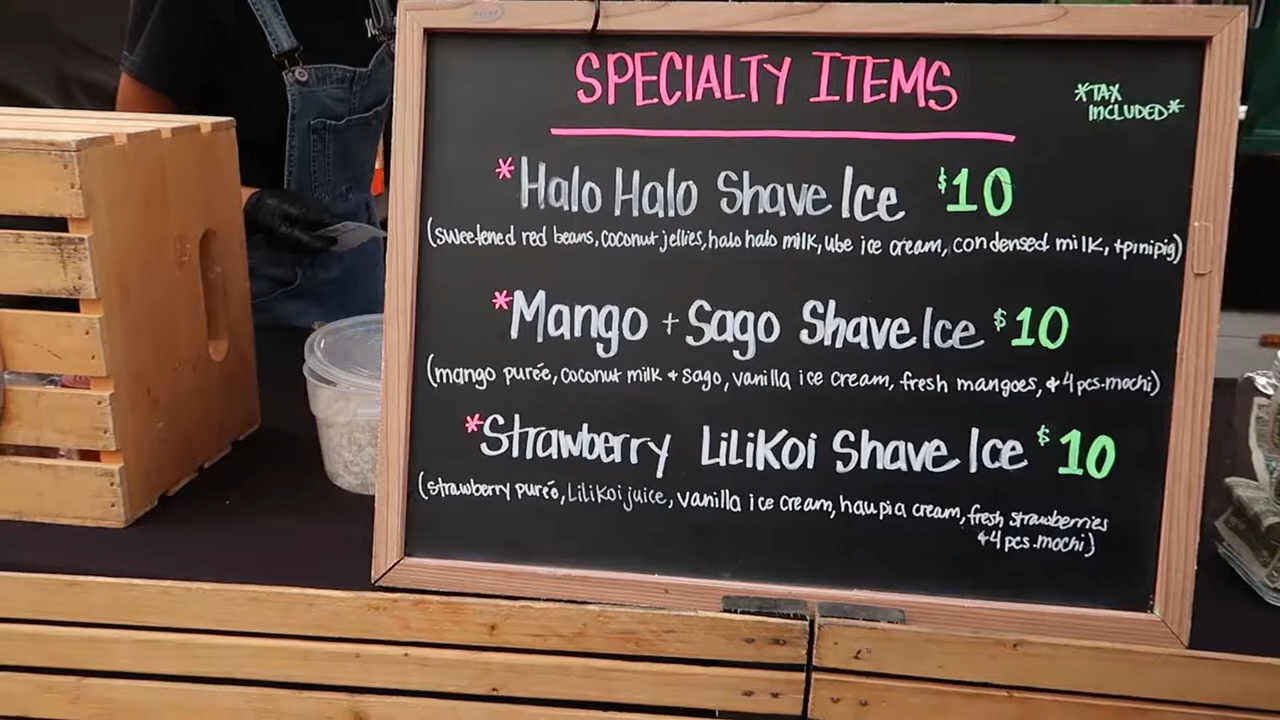 SPECIALTY ITEMS
*TAX
INCLUDED*
*Halo Halo Shave Ice $10
(sweetened red beans, coconut jellies, halo halo milk, ube ice cream, condensed milk, +pinipig)
*Mango + Sago Shave Ice $10
(mango purée, coconut milk + sago, vanilla ice cream, fresh mangoes, +4 pcs. mochi)
*Strawberry LiLiKoi Shave Ice $10
(strawberry purée, LiLiKoi juice, vanilla ice cream, haupia cream, fresh strawberries
+4 pcs. mochi)